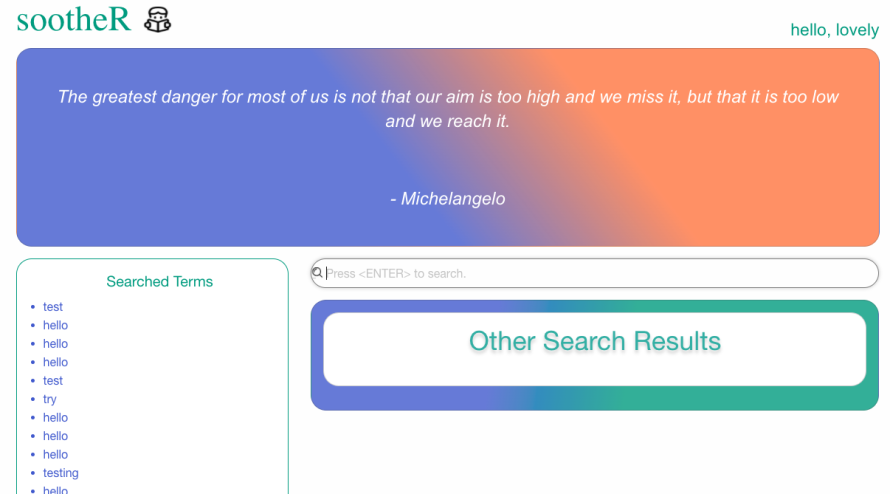 sootheR
hello, lovely
The greatest danger for most of us is not that our aim is too high and we miss it, but that it is too low
and we reach it.
- Michelangelo
Searched Terms
test
hello
hello
hello
test
try
hello
hello
hello
testing
hello
Press <ENTER> to search.
Other Search Results